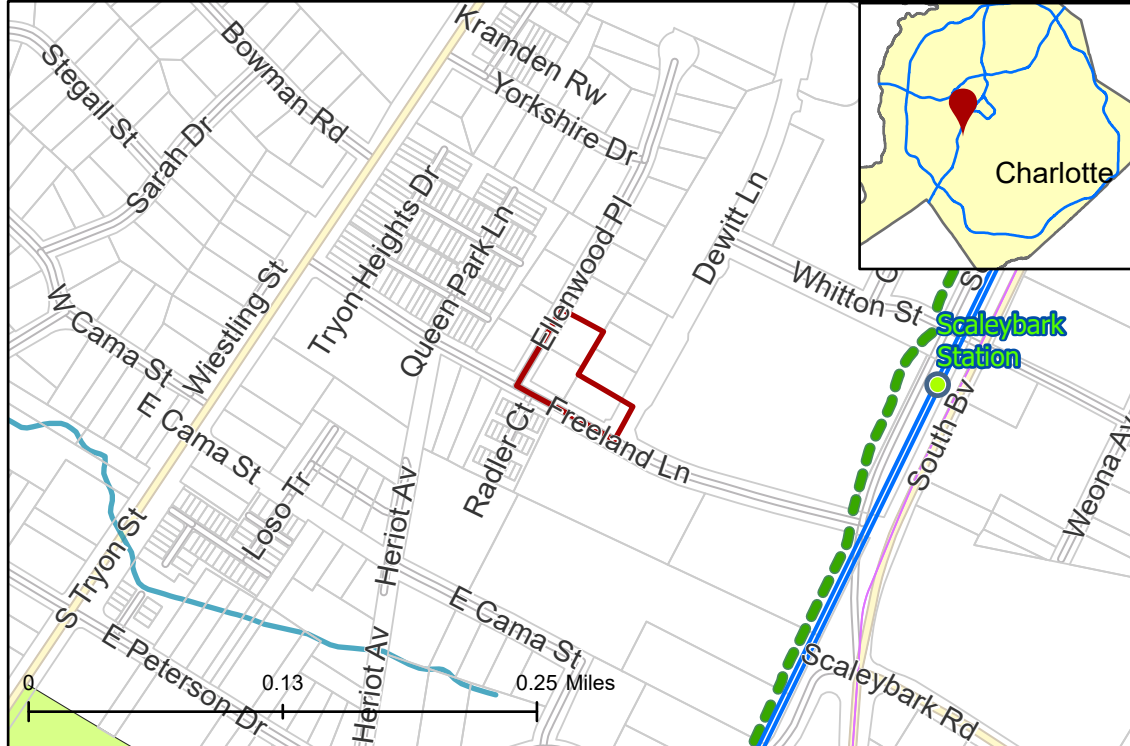 Kramden Rw
Bowman Rd
Stegall St
Yorkshire Dr
Sarah Dr
Charlotte
Dewitt Ln
Tryon Heights Dr
Queen Park Ln
Ellenwood Pl
Whitton St
Wiestling St
W Cama St
Scaleybark
Station
E Cama St
Freeland Ln
Radler Ct
South Bv
Weona Av
Loso Tr
Heriot Av
S Tryon St
E Cama St
E Peterson Dr
Heriot Av
Scaleybark Rd
0
0.13
0.25 Miles